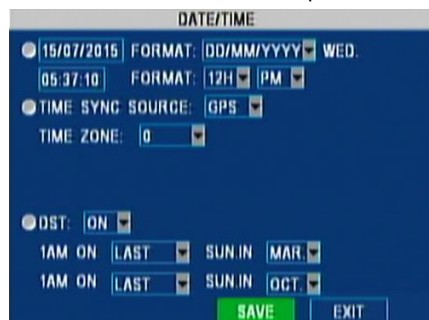 DATE/TIME
15/07/2015 FORMAT: DD/MM/YYYY WED.
05:37:10 FORMAT: 12H PM
TIME SYNC SOURCE: GPS
TIME ZONE: 0
DST: ON
1AM ON LAST SUN.IN MAR.
1AM ON LAST SUN.IN OCT.
SAVE EXIT